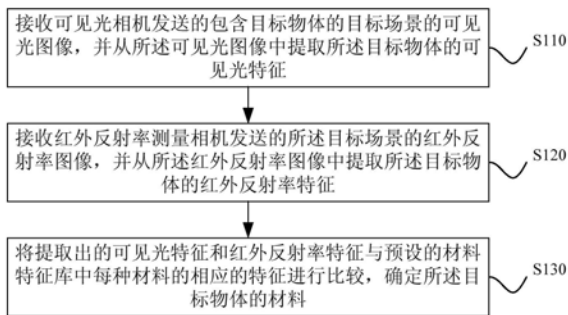 接收可见光相机发送的包含目标物体的目标场景的可见
光图像，并从所述可见光图像中提取所述目标物体的可
见光特征
S110
接收红外反射率测量相机发送的所述目标场景的红外反
射率图像，并从所述红外反射率图像中提取所述目标物
体的红外反射率特征
S120
将提取出的可见光特征和红外反射率特征与预设的材料
特征库中每种材料的相应的特征进行比较，确定所述目
标物体的材料
S130